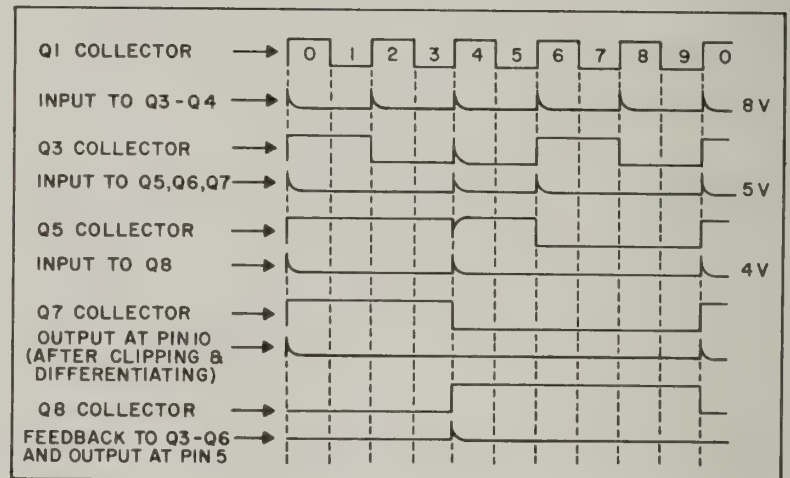 Q1 COLLECTOR 0 1 2 3 4 5 6 7 8 9 0
INPUT TO Q3-Q4 8 V
Q3 COLLECTOR
INPUT TO Q5,Q6,Q7 5 V
Q5 COLLECTOR
INPUT TO Q8 4 V
Q7 COLLECTOR
OUTPUT AT PIN 10
(AFTER CLIPPING &
DIFFERENTIATING)
Q8 COLLECTOR
FEEDBACK TO Q3-Q6
AND OUTPUT AT PIN 5